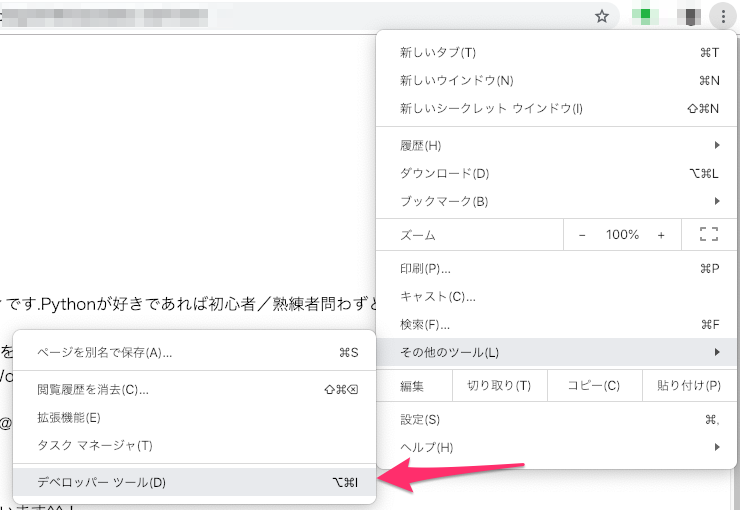 新しいタブ(T) ⌘T
新しいウインドウ(N) ⌘N
新しいシークレット ウインドウ(I) ⇧⌘N
履歴(H)
ダウンロード(D) ⌥⌘L
ブックマーク(B)
ズーム − 100% +
印刷(P)... ⌘P
キャスト(C)...
検索(F)... ⌘F
その他のツール(L)
編集 切り取り(T) コピー(C) 貼り付け(P)
設定(S) ⌘,
ヘルプ(H)
です.Pythonが好きであれば初心者／熟練者問わずと
を
@
ページを別名で保存(A)... ⌘S
閲覧履歴を消去(C)... ⇧⌘⌫
拡張機能(E)
タスク マネージャ(T)
デベロッパー ツール(D) ⌥⌘I